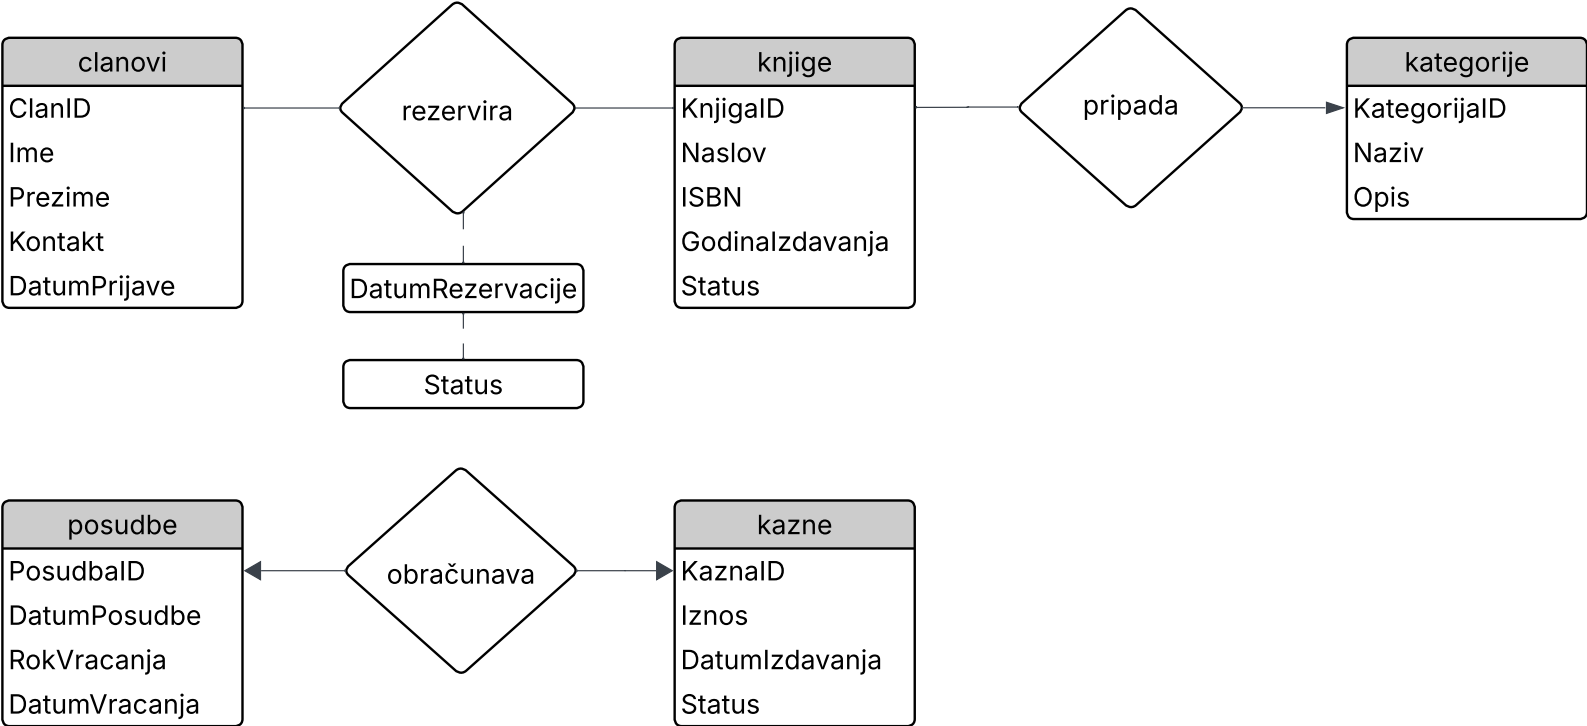 clanovi
ClanID
Ime
Prezime
Kontakt
DatumPrijave
rezervira
DatumRezervacije
Status
knjige
KnjigaID
Naslov
ISBN
GodinaIzdavanja
Status
pripada
kategorije
KategorijaID
Naziv
Opis
posudbe
PosudbaID
DatumPosudbe
RokVracanja
DatumVracanja
obračunava
kazne
KaznaID
Iznos
DatumIzdavanja
Status